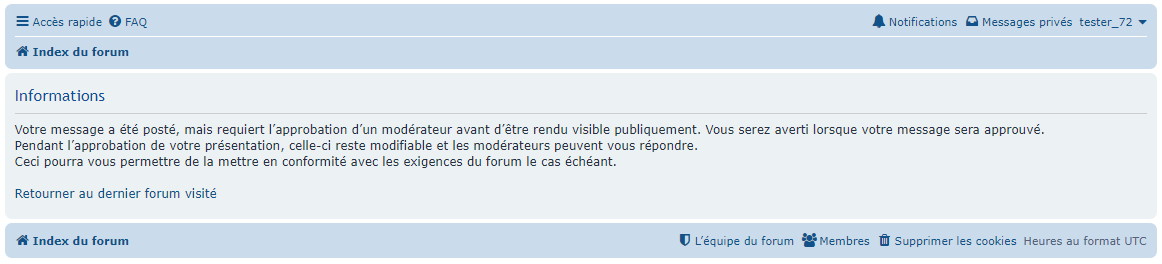 Accès rapide FAQ Notifications Messages privés tester_72
Index du forum
Informations
Votre message a été posté, mais requiert l’approbation d’un modérateur avant d’être rendu visible publiquement. Vous serez averti lorsque votre message sera approuvé.
Pendant l’approbation de votre présentation, celle-ci reste modifiable et les modérateurs peuvent vous répondre.
Ceci pourra vous permettre de la mettre en conformité avec les exigences du forum le cas échéant.
Retourner au dernier forum visité
Index du forum L’équipe du forum Membres Supprimer les cookies Heures au format UTC